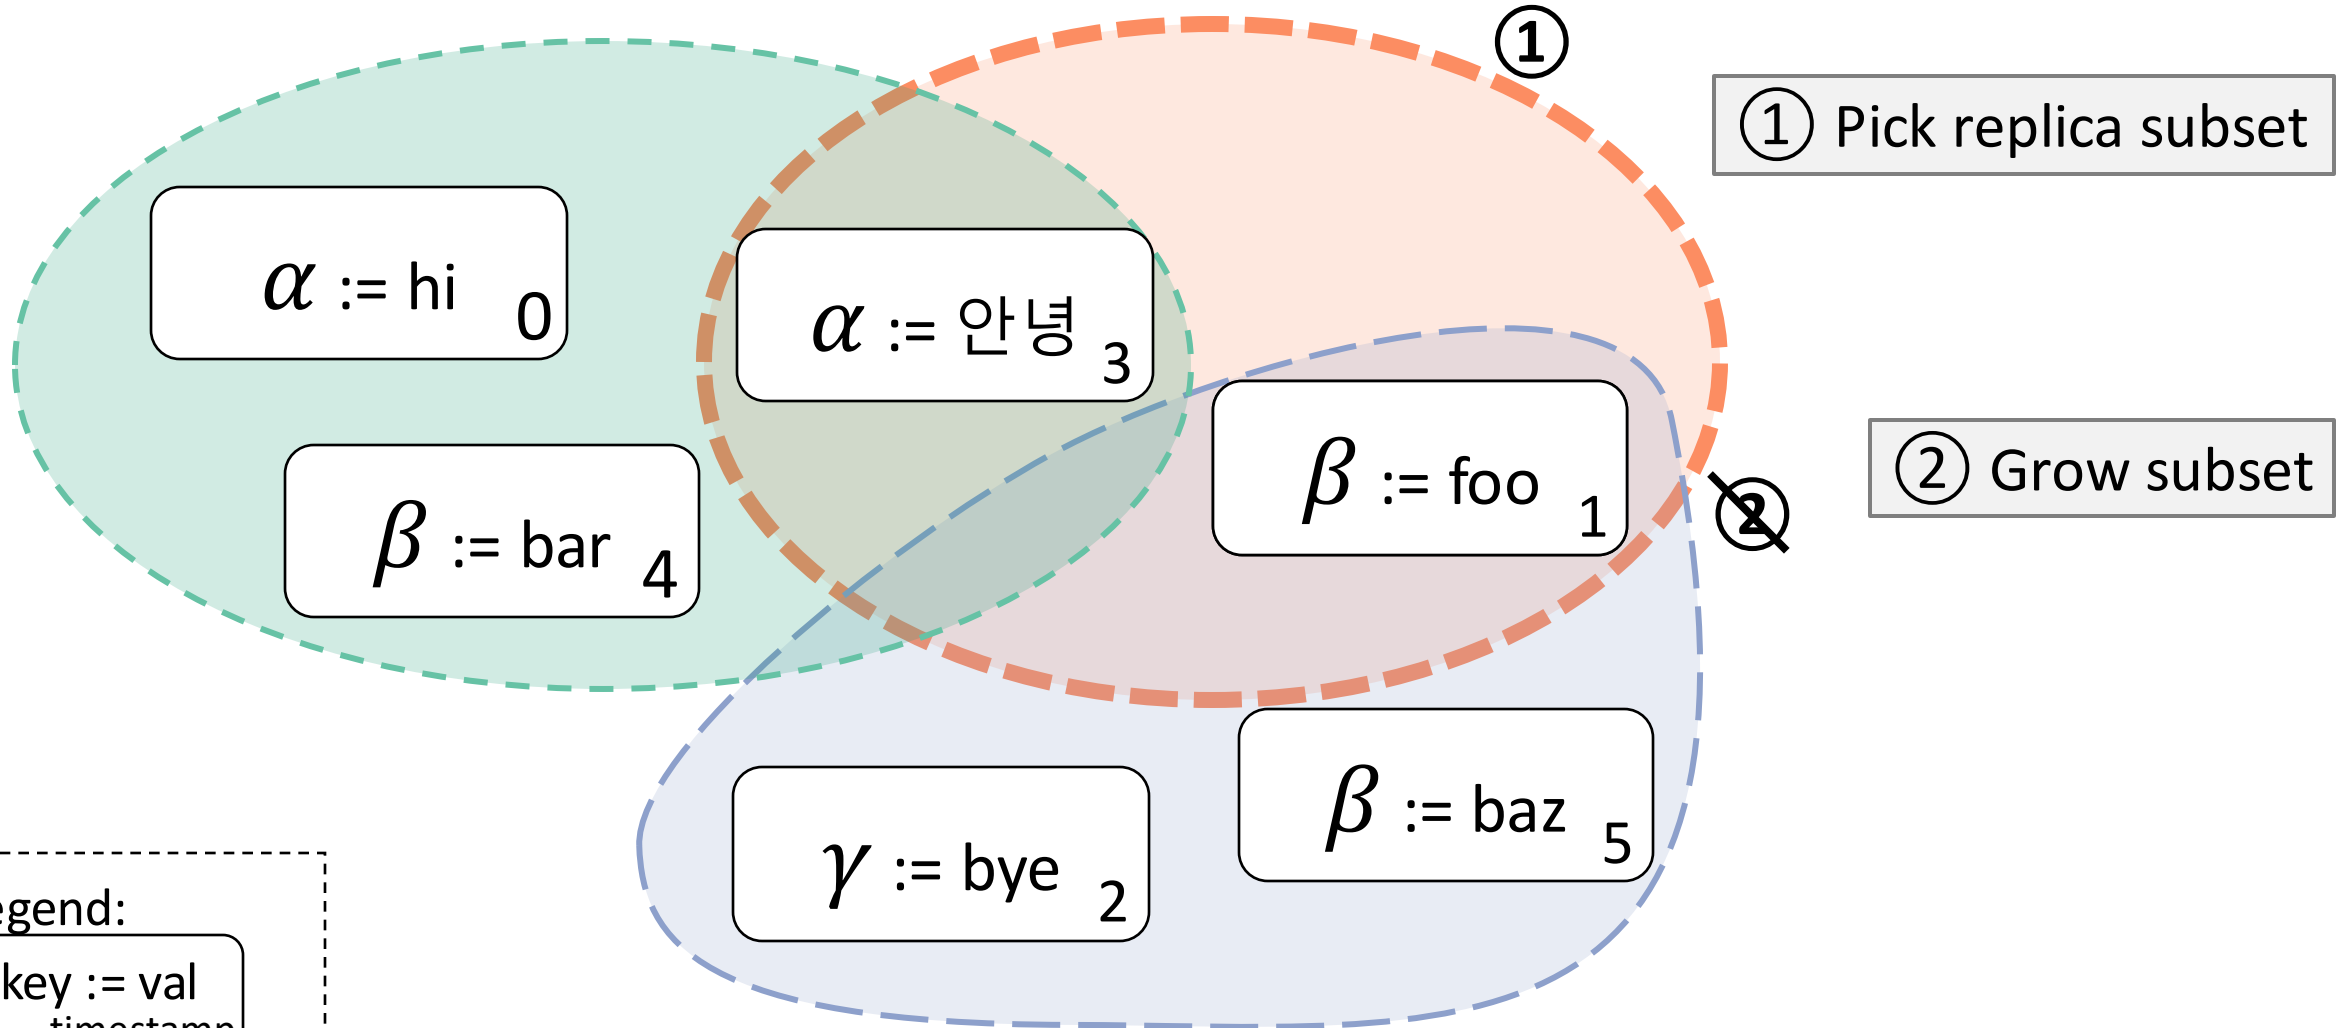 ①
① Pick replica subset
α := hi 0
α := 안녕 3
β := foo 1
② Grow subset
②
β := bar 4
β := baz 5
γ := bye 2
egend:
key := val
timestamp